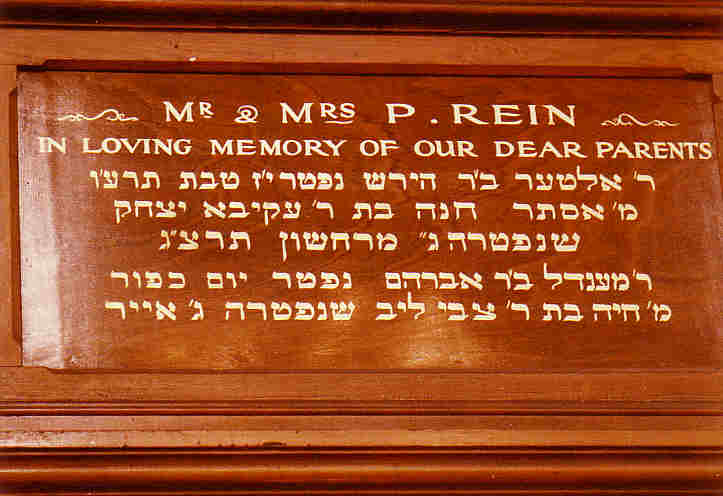 MR & MRS P. REIN
IN LOVING MEMORY OF OUR DEAR PARENTS
ר׳ אלטער ב״ר הירש נפטר י״ז טבת תרע״ו
מ׳ אסתר חנה בת ר׳ עקיבא יצחק
שנפטרה ג״ מרחשון תרצ״ג
ר׳ מענדל ב״ר אברהם נפטר יום כפור
מ׳ חיה בת ר׳ צבי ליב שנפטרה ג׳ אייר